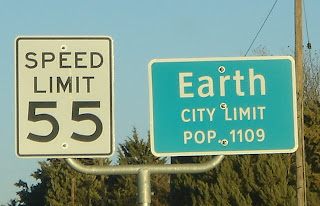 SPEED
LIMIT
55
Earth
CITY LIMIT
POP 1109